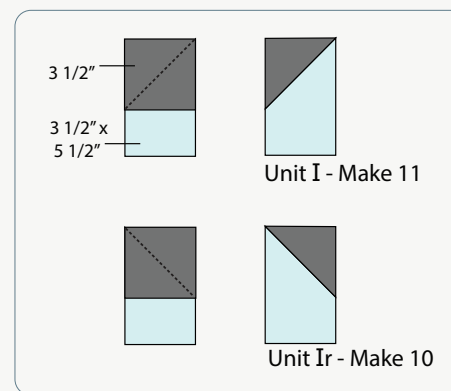 3 1/2”
3 1/2” x
5 1/2”
Unit I - Make 11
Unit Ir - Make 10